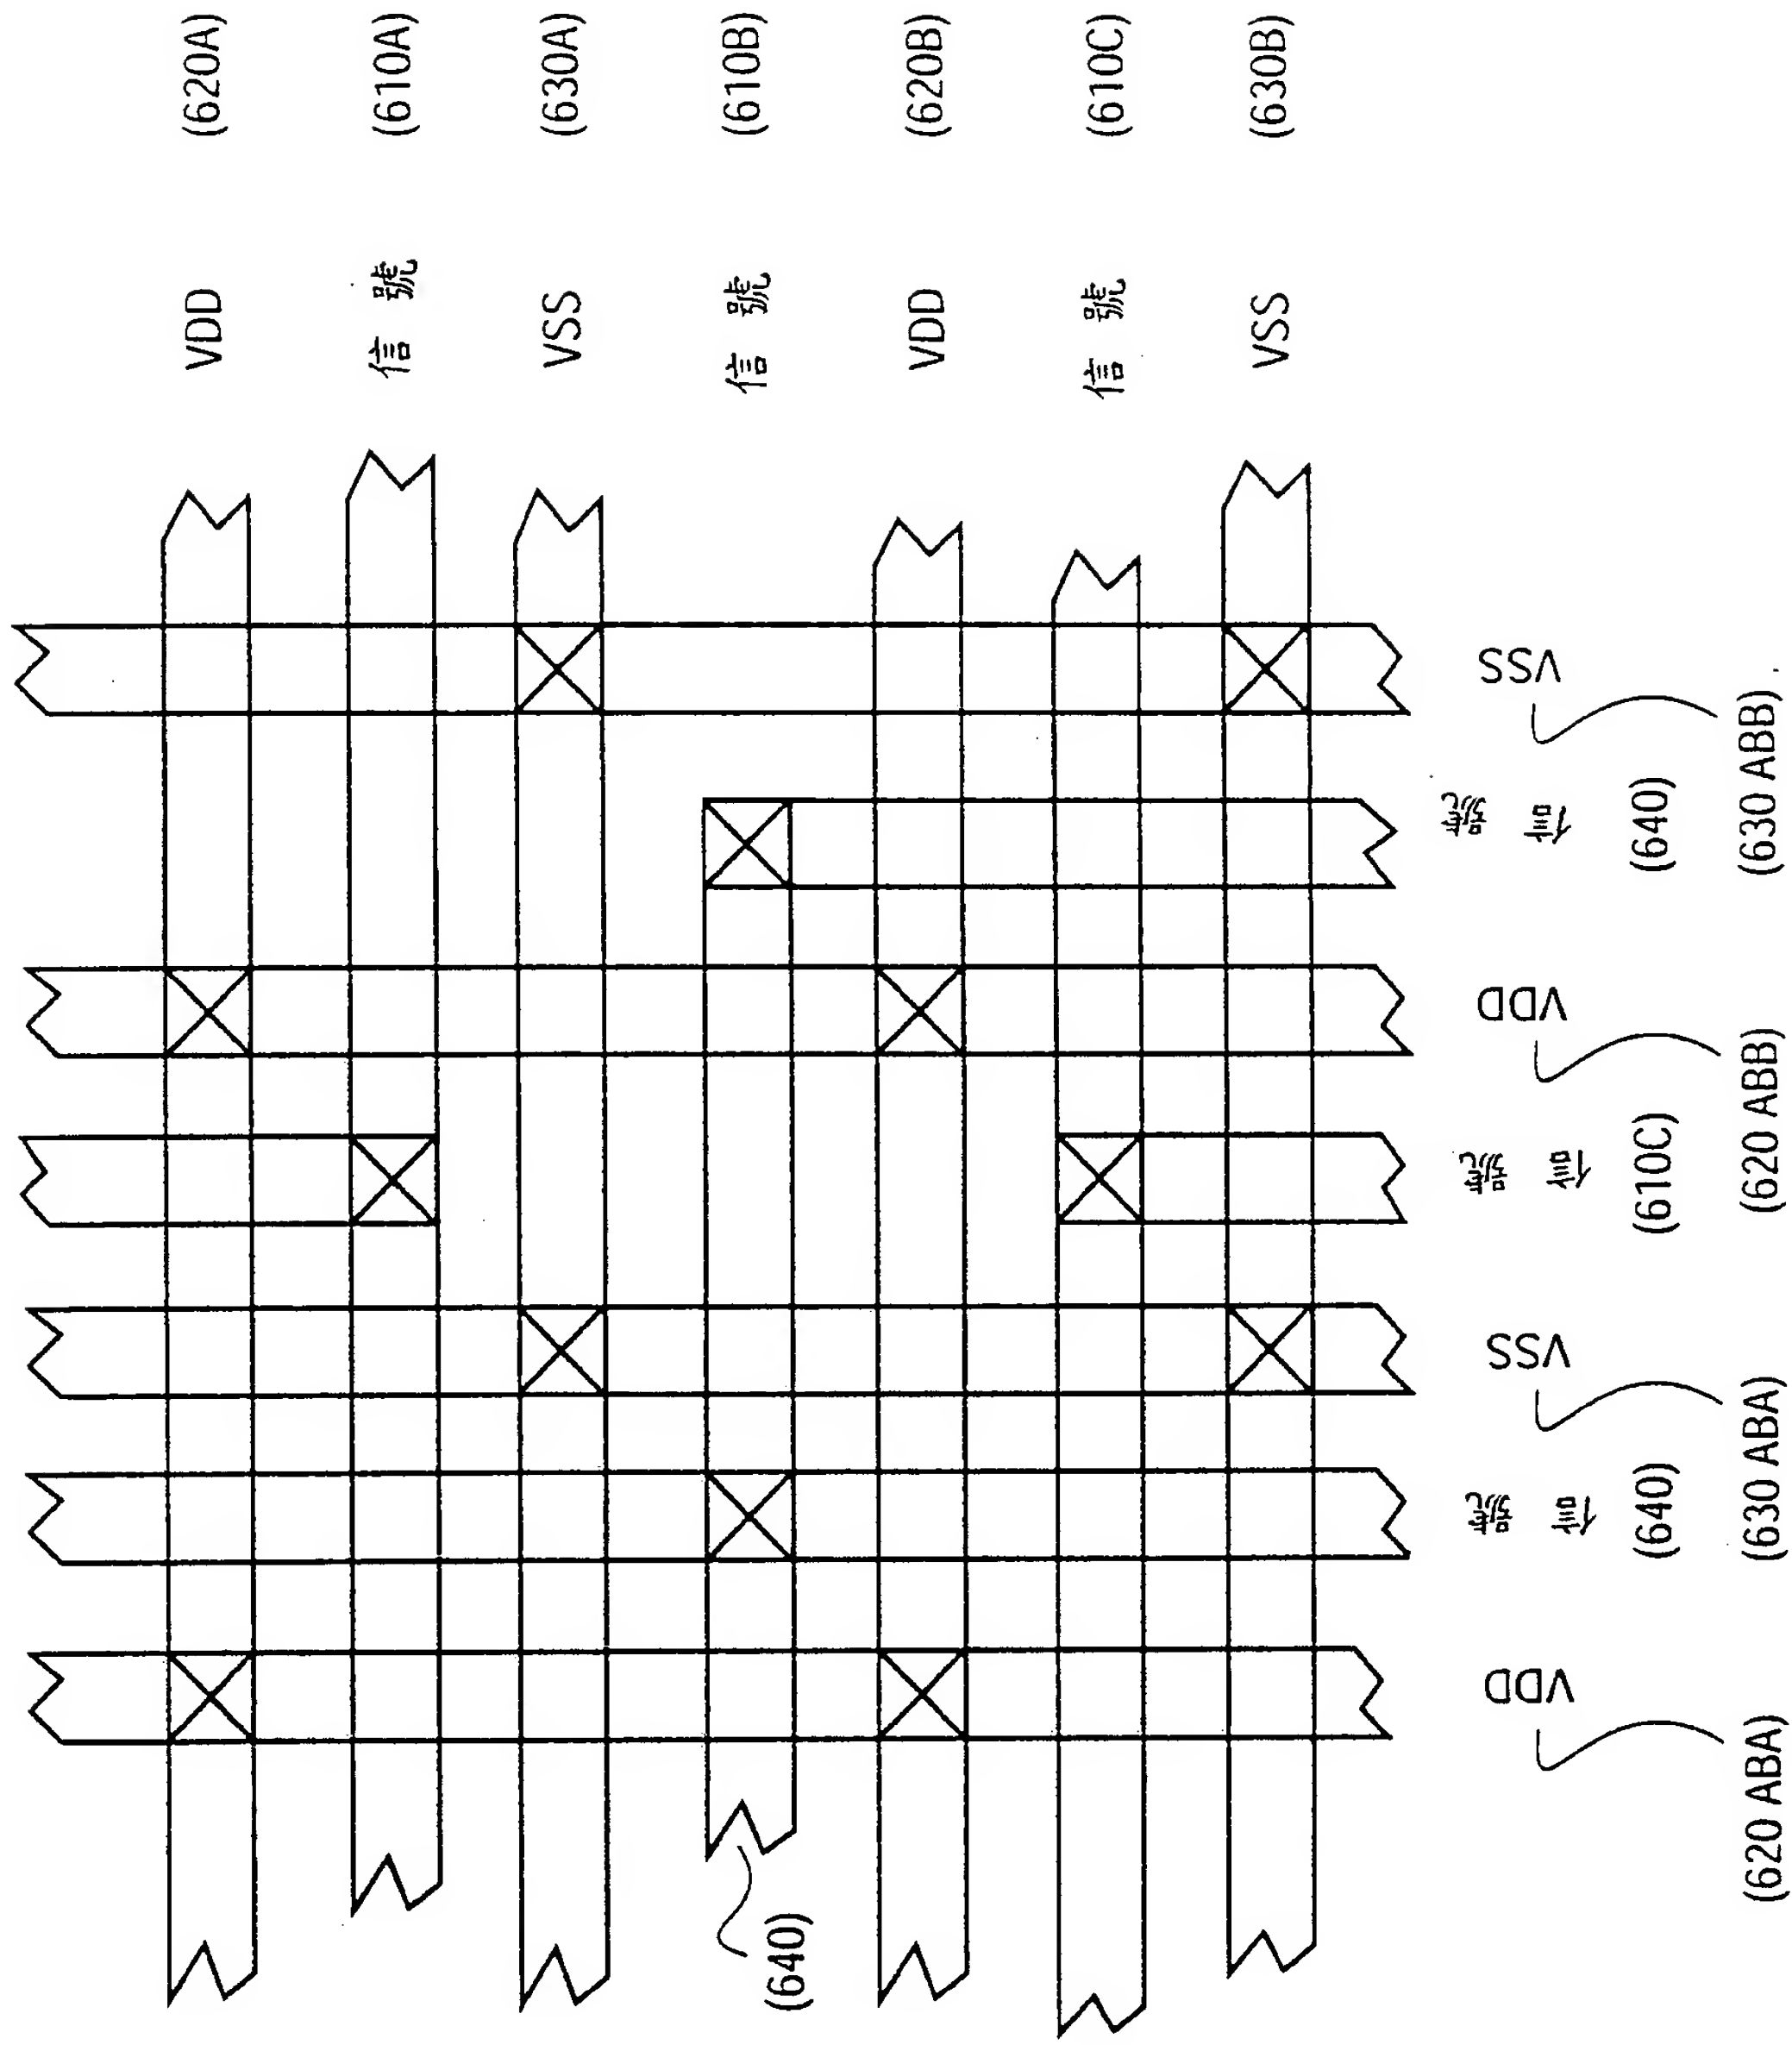 VDD (620A)
信號 (610A)
VSS (630A)
信號 (610B)
VDD (620B)
信號 (610C)
VSS (630B)
(640)
VDD
(620 ABA)
信號
(640)
VSS
(630 ABA)
信號
(610C)
VDD
(620 ABB)
信號
(640)
VSS
(630 ABB)